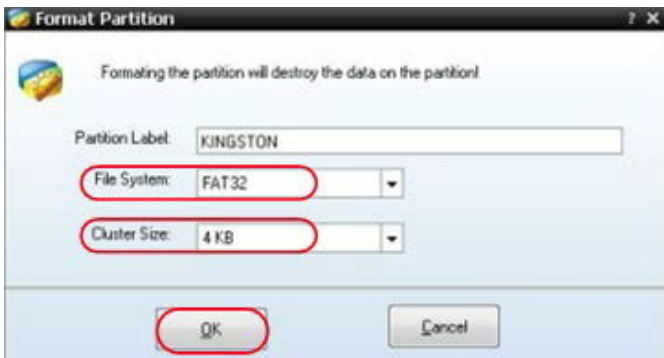 Format Partition ? X
Formating the partition will destroy the data on the partition!
Partition Label: KINGSTON
File System: FAT32
Cluster Size: 4 KB
OK Cancel